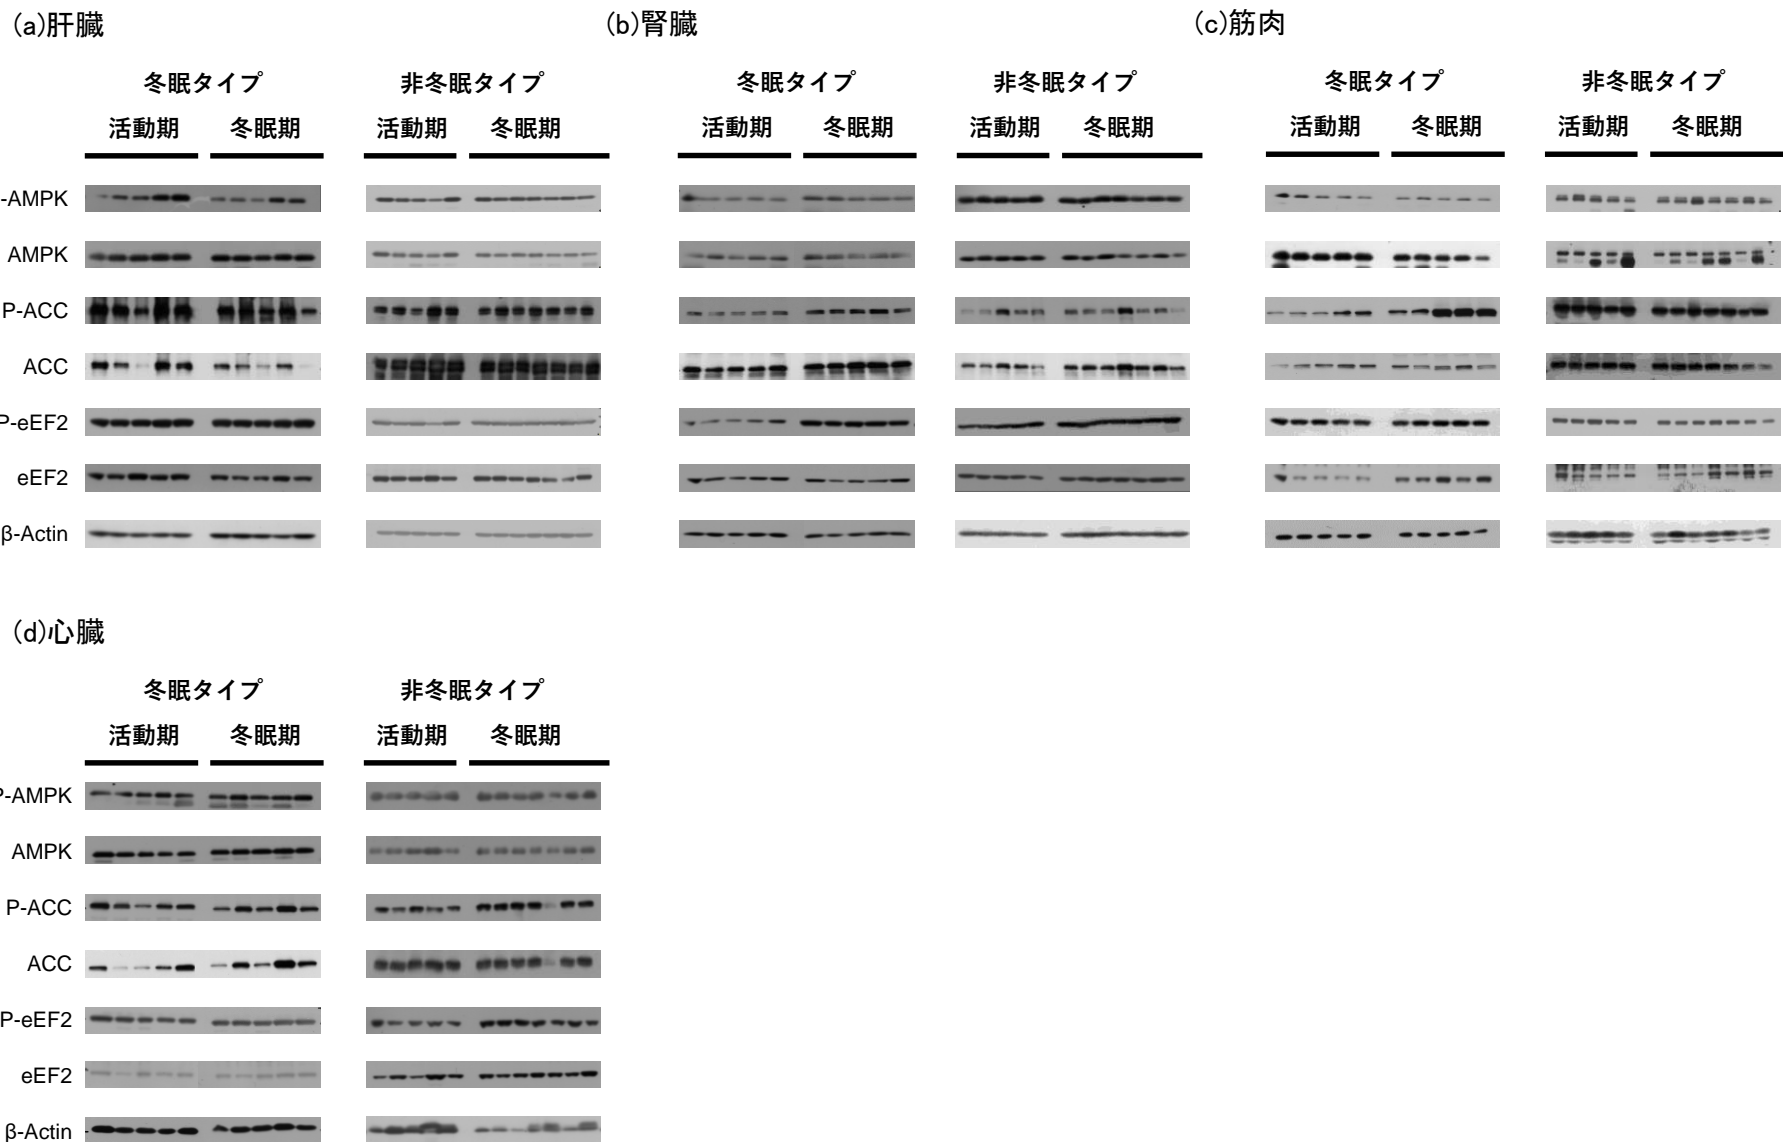 (a)肝臓
(b)腎臓
(c)筋肉
冬眠タイプ 非冬眠タイプ 冬眠タイプ 非冬眠タイプ 冬眠タイプ 非冬眠タイプ
活動期 冬眠期 活動期 冬眠期 活動期 冬眠期 活動期 冬眠期 活動期 冬眠期 活動期 冬眠期
-AMPK
AMPK
P-ACC
ACC
P-eEF2
eEF2
β-Actin
(d)心臓
冬眠タイプ 非冬眠タイプ
活動期 冬眠期 活動期 冬眠期
P-AMPK
AMPK
P-ACC
ACC
P-eEF2
eEF2
β-Actin